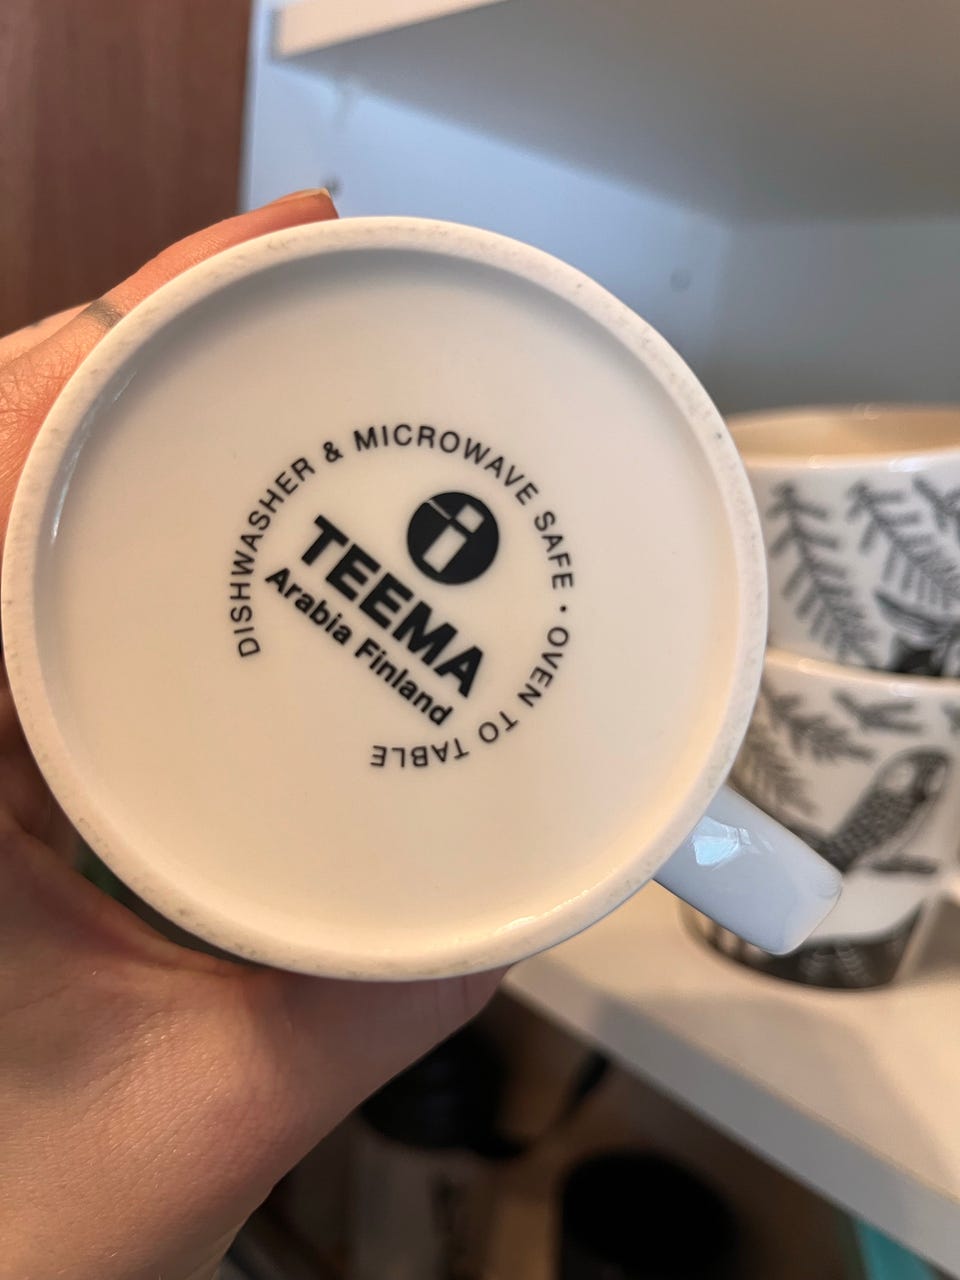 DISHWASHER & MICROWAVE SAFE · OVEN TO TABLE
i
TEEMA
Arabia Finland